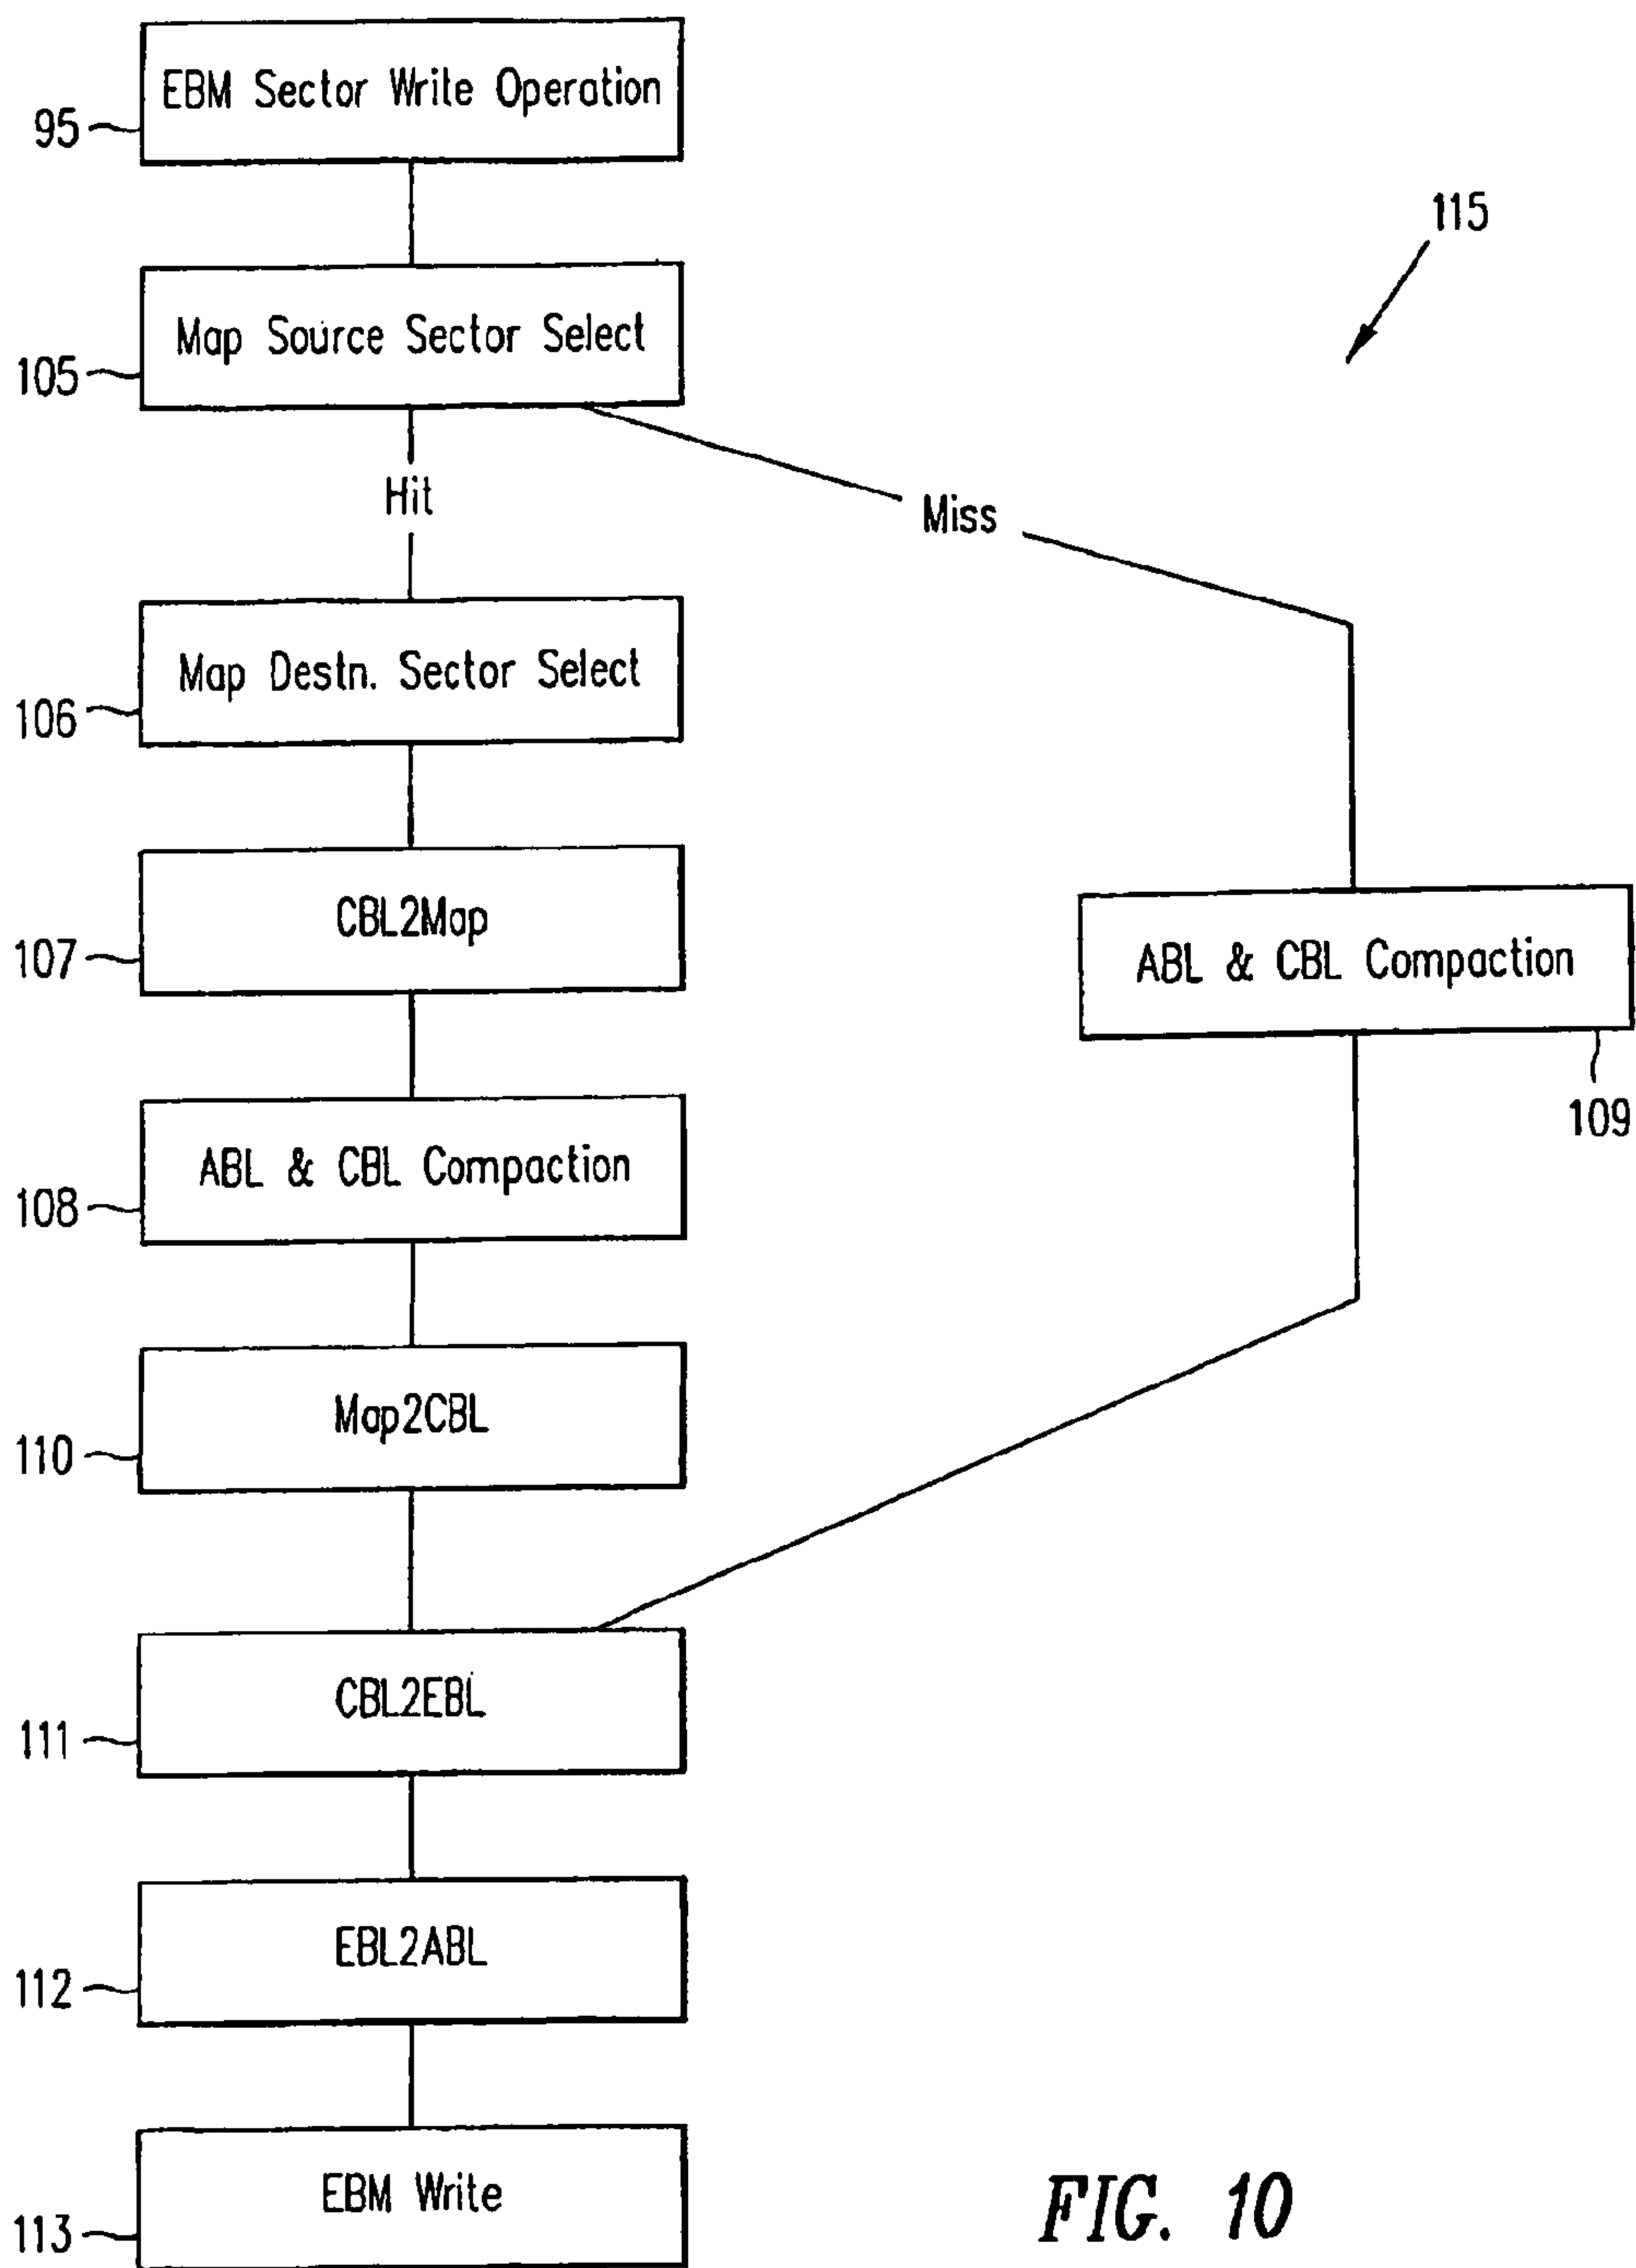 EBM Sector Write Operation
95
115
Map Source Sector Select
105
Hit
Miss
Map Destn. Sector Select
106
CBL2Map
107
ABL & CBL Compaction
109
ABL & CBL Compaction
108
Map2CBL
110
CBL2EBL
111
EBL2ABL
112
EBM Write
113
FIG. 10